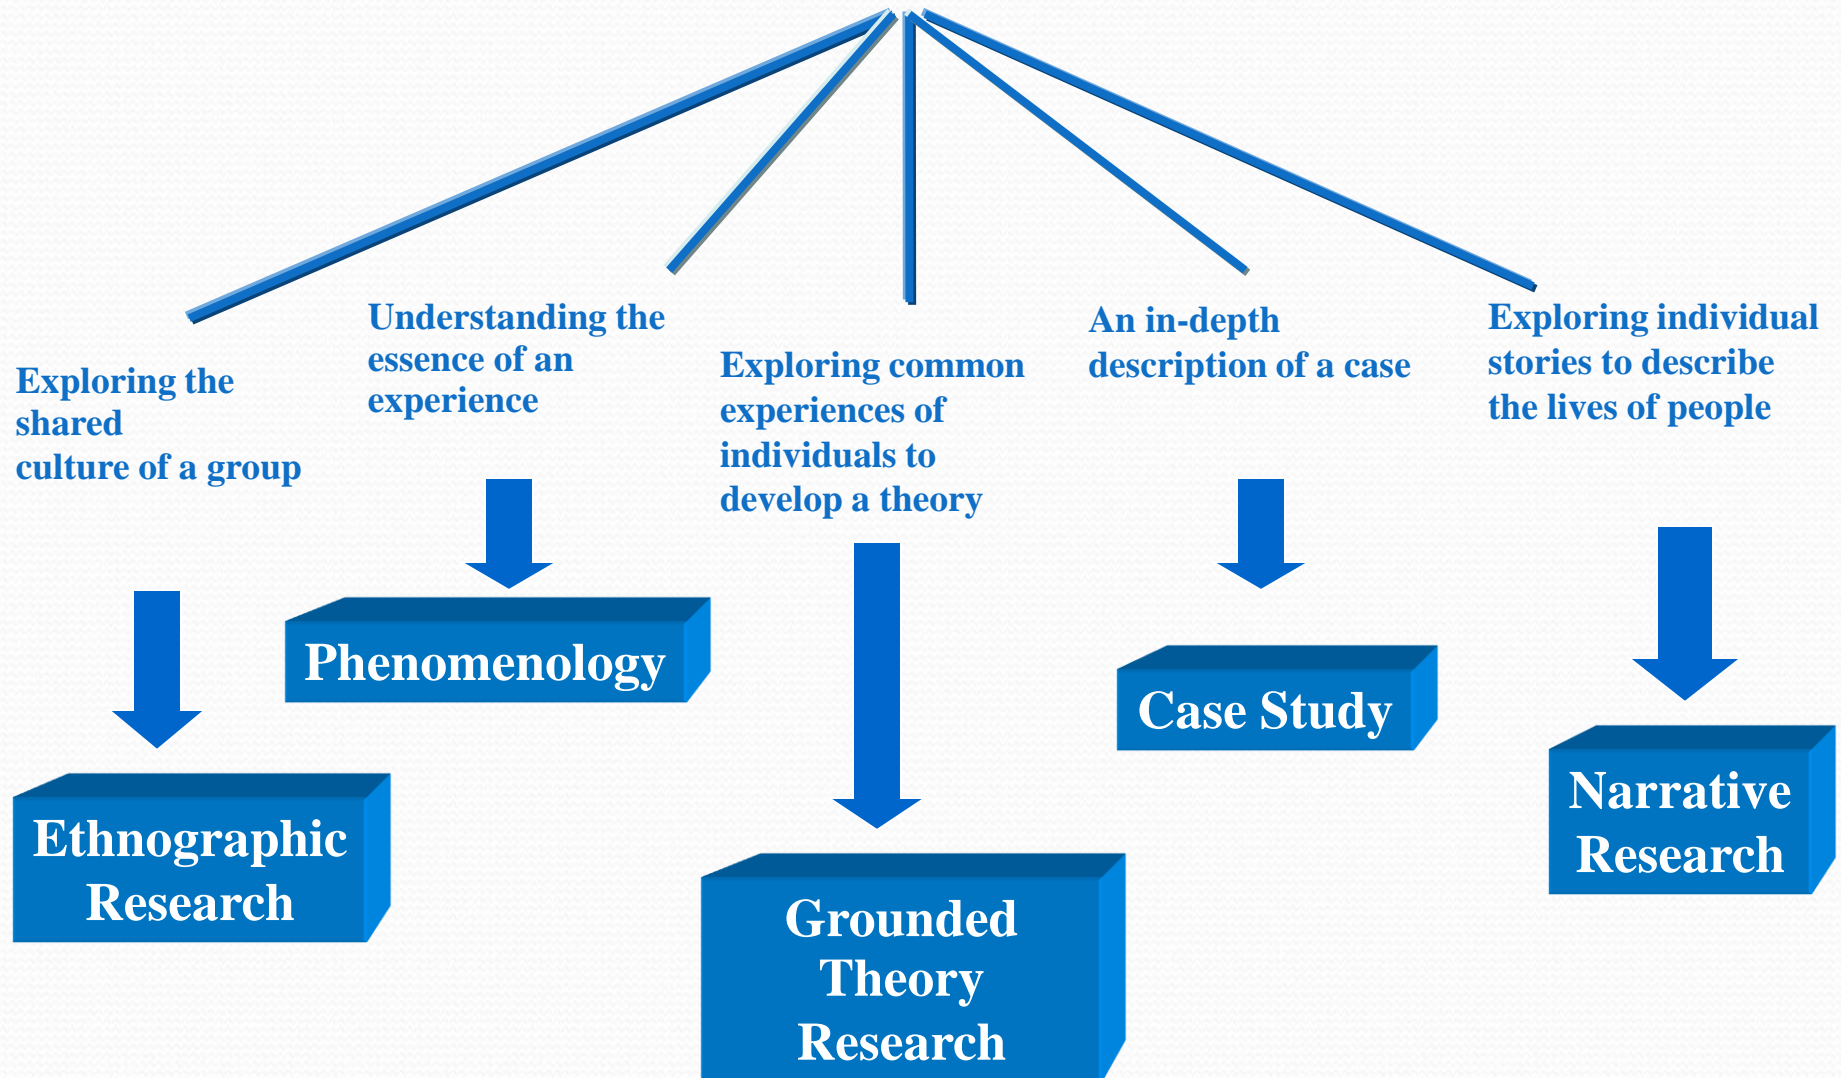 Exploring the
shared
culture of a group
Understanding the
essence of an
experience
Exploring common
experiences of
individuals to
develop a theory
An in-depth
description of a case
Exploring individual
stories to describe
the lives of people
Ethnographic
Research
Phenomenology
Grounded
Theory
Research
Case Study
Narrative
Research